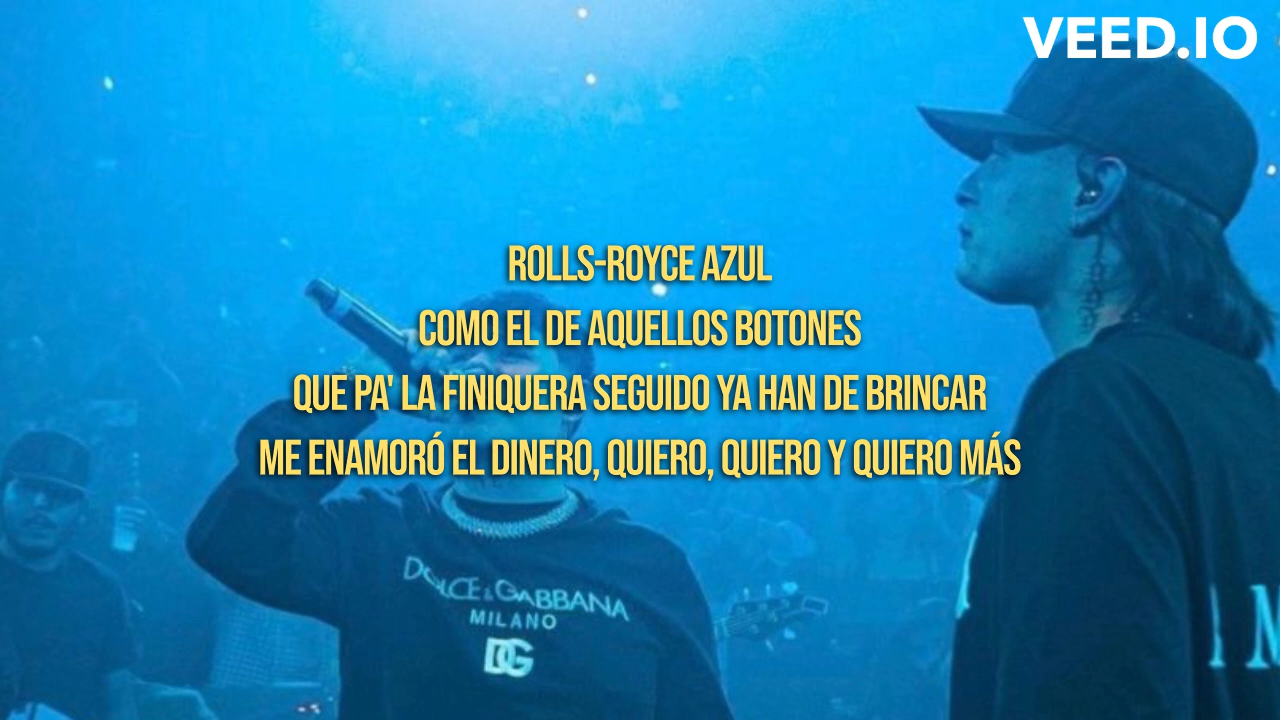 VEED.IO
ROLLS-ROYCE AZUL
COMO EL DE AQUELLOS BOTONES
QUE PA' LA FINIQUERA SEGUIDO YA HAN DE BRINCAR
ME ENAMORÓ EL DINERO, QUIERO, QUIERO Y QUIERO MÁS
DOLCE & GABBANA
MILANO
DG